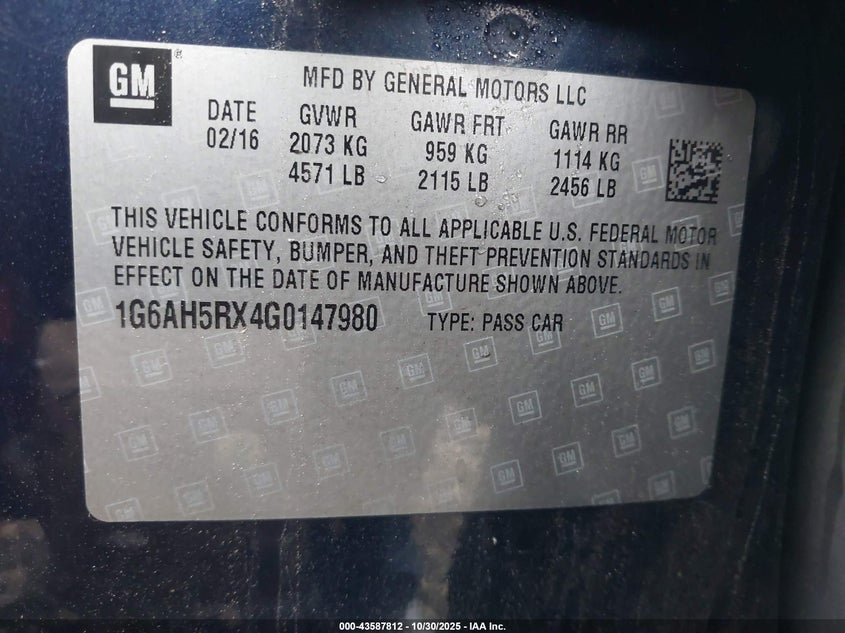 GM
MFD BY GENERAL MOTORS LLC
DATE GVWR GAWR FRT GAWR RR
02/16 2073 KG 959 KG 1114 KG
4571 LB 2115 LB 2456 LB
THIS VEHICLE CONFORMS TO ALL APPLICABLE U.S. FEDERAL MOTOR
VEHICLE SAFETY, BUMPER, AND THEFT PREVENTION STANDARDS IN
EFFECT ON THE DATE OF MANUFACTURE SHOWN ABOVE.
1G6AH5RX4G0147980 TYPE: PASS CAR
000-43587812 - 10/30/2025 - IAA Inc.